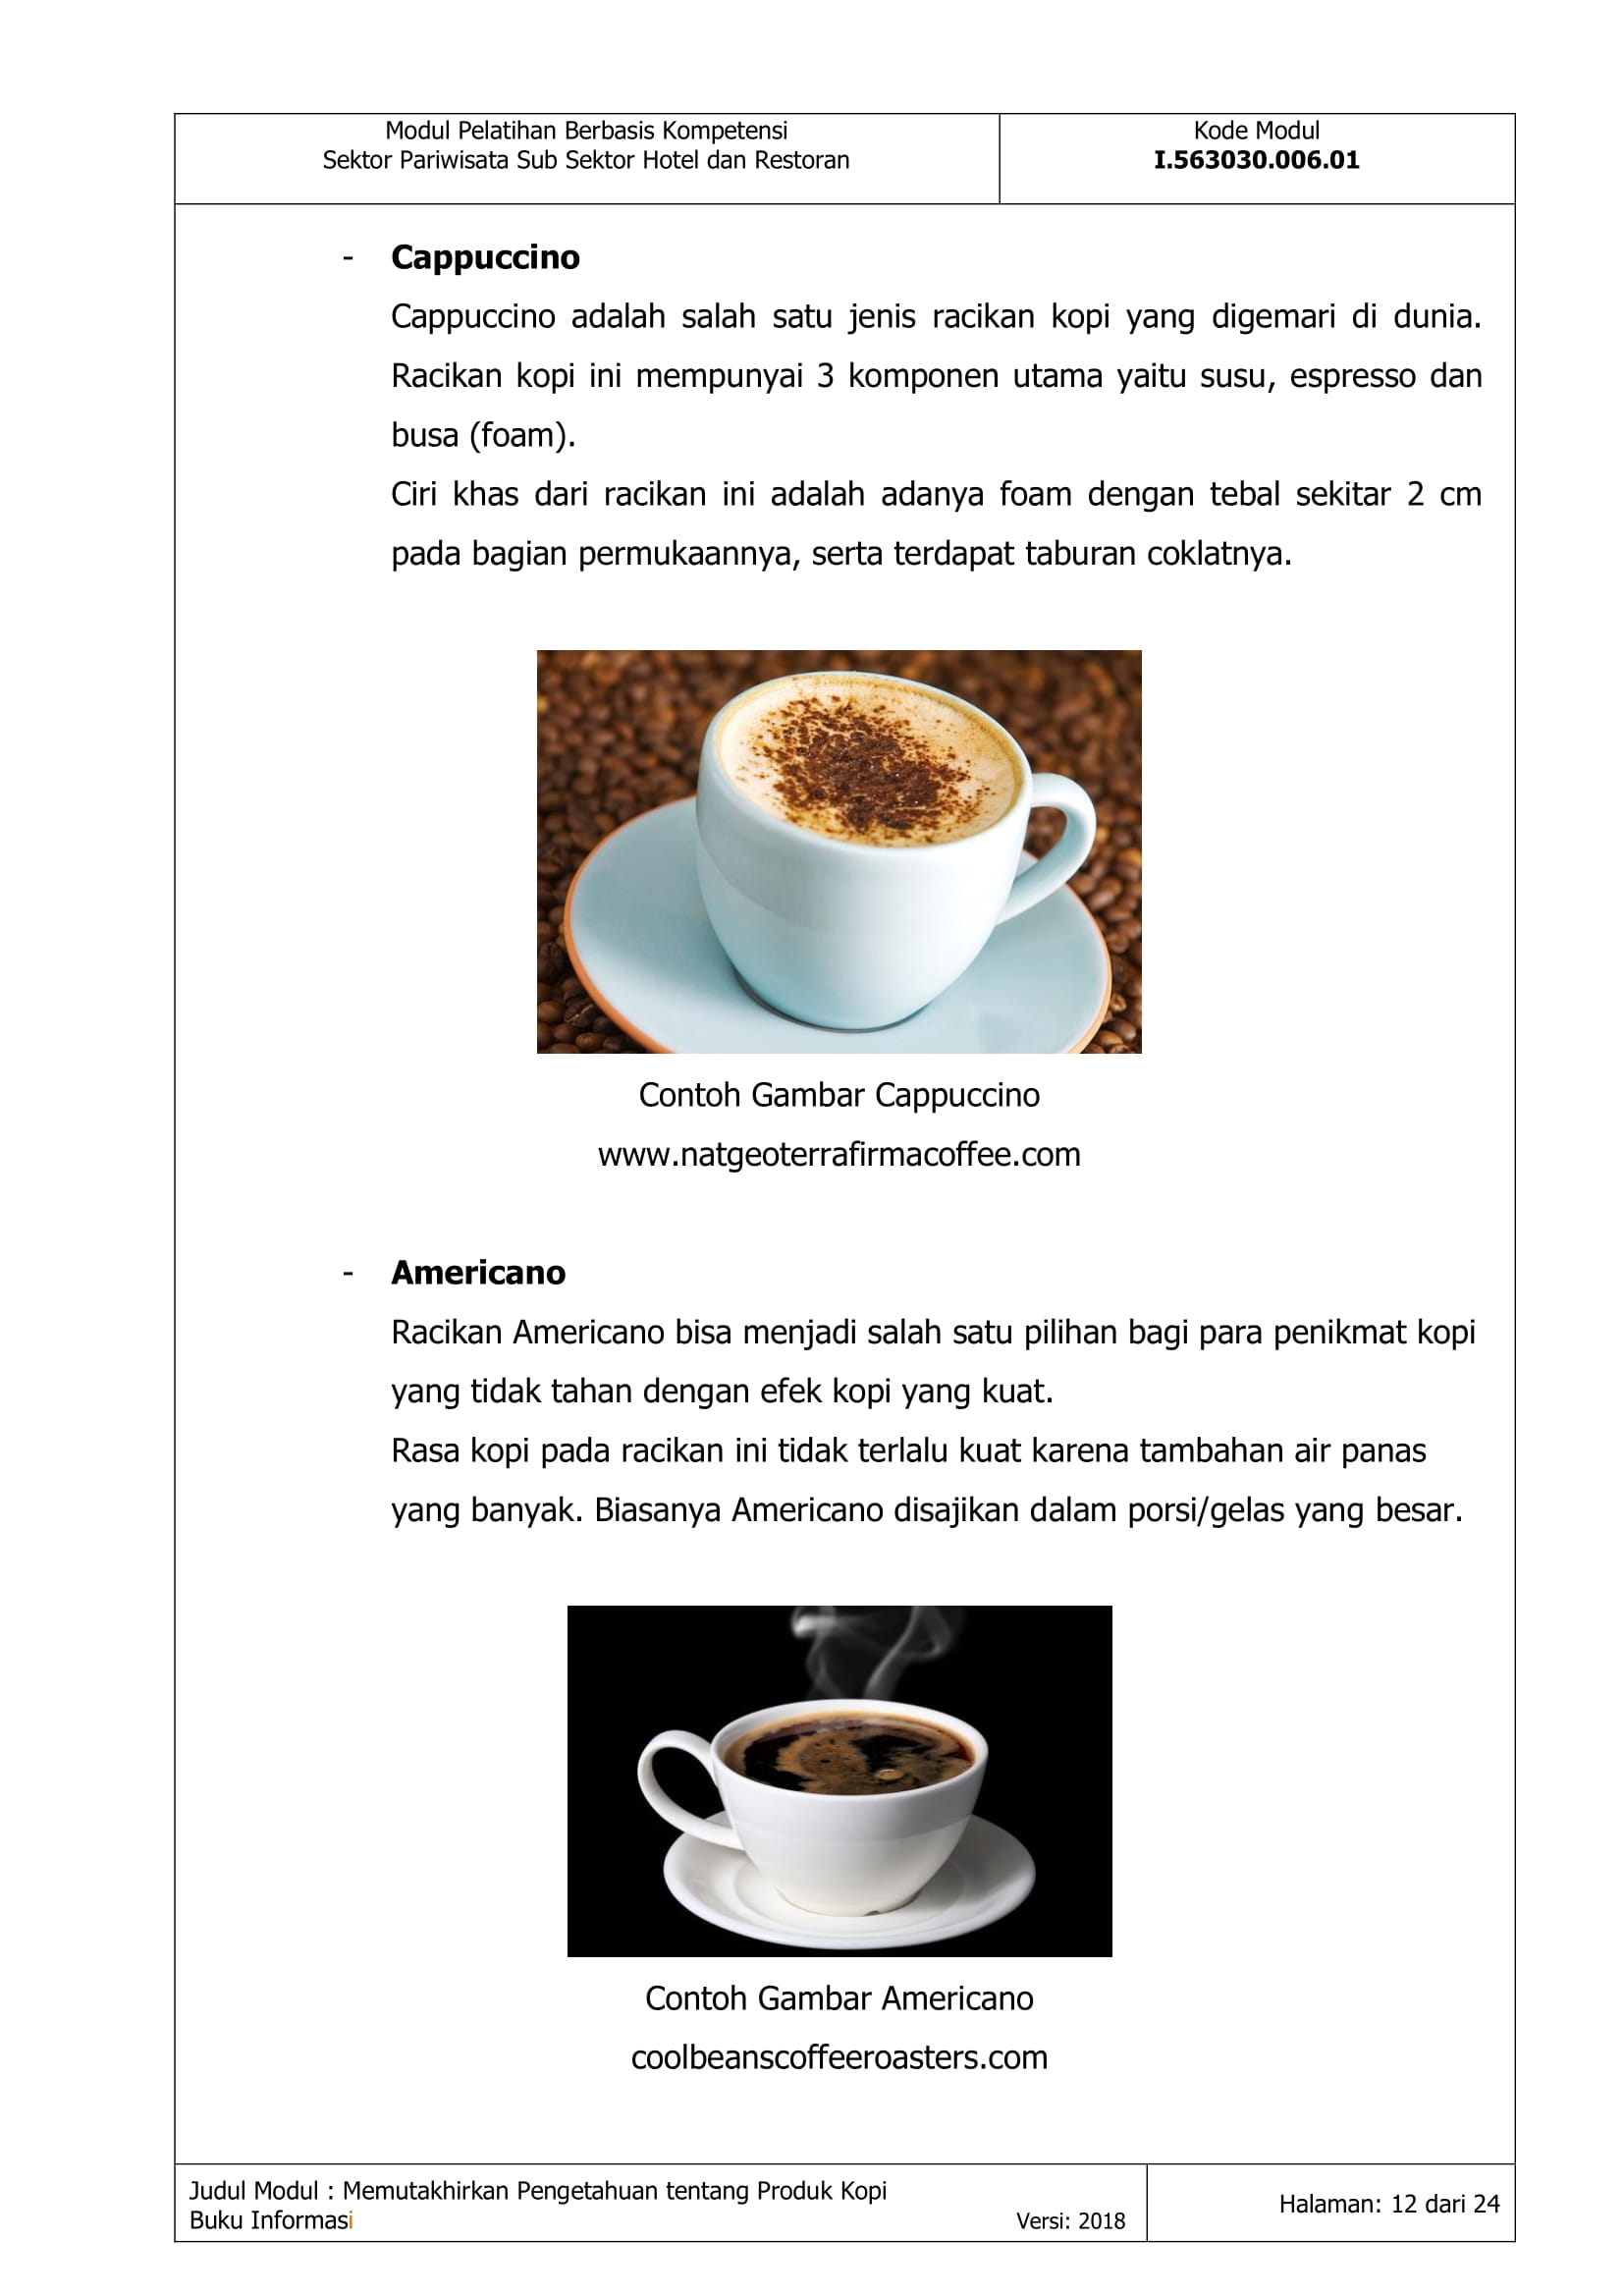 Modul Pelatihan Berbasis Kompetensi
Sektor Pariwisata Sub Sektor Hotel dan Restoran
Kode Modul
I.563030.006.01
- Cappuccino
Cappuccino adalah salah satu jenis racikan kopi yang digemari di dunia.
Racikan kopi ini mempunyai 3 komponen utama yaitu susu, espresso dan
busa (foam).
Ciri khas dari racikan ini adalah adanya foam dengan tebal sekitar 2 cm
pada bagian permukaannya, serta terdapat taburan coklatnya.
Contoh Gambar Cappuccino
www.natgeoterrafirmacoffee.com
- Americano
Racikan Americano bisa menjadi salah satu pilihan bagi para penikmat kopi
yang tidak tahan dengan efek kopi yang kuat.
Rasa kopi pada racikan ini tidak terlalu kuat karena tambahan air panas
yang banyak. Biasanya Americano disajikan dalam porsi/gelas yang besar.
Contoh Gambar Americano
coolbeanscoffeeroasters.com
Judul Modul : Memutakhirkan Pengetahuan tentang Produk Kopi
Buku Informasi
Versi: 2018
Halaman: 12 dari 24